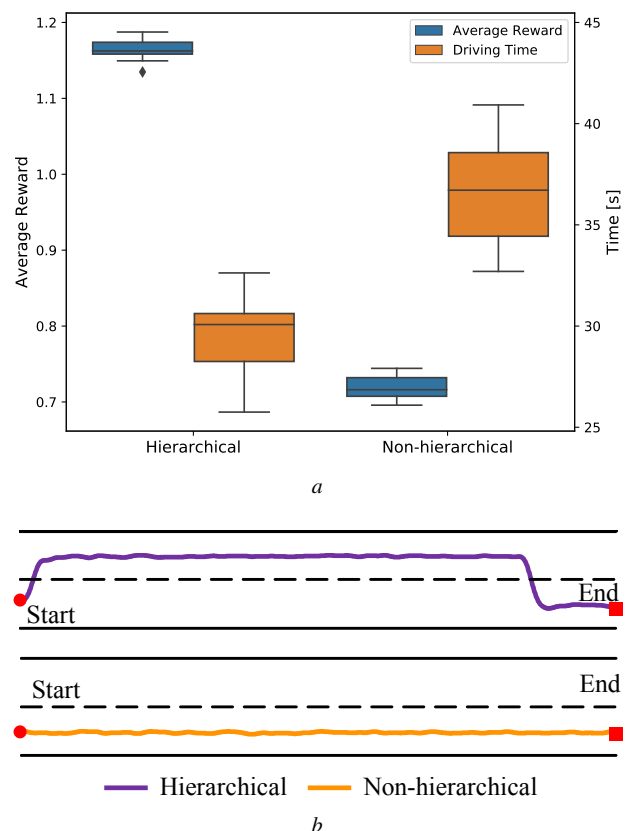 1.2
1.1
1.0
0.9
0.8
0.7
Average Reward
45
40
35
30
25
Time [s]
Average Reward
Driving Time
Hierarchical Non-hierarchical
a
Start
End
Start
End
Hierarchical Non-hierarchical
b